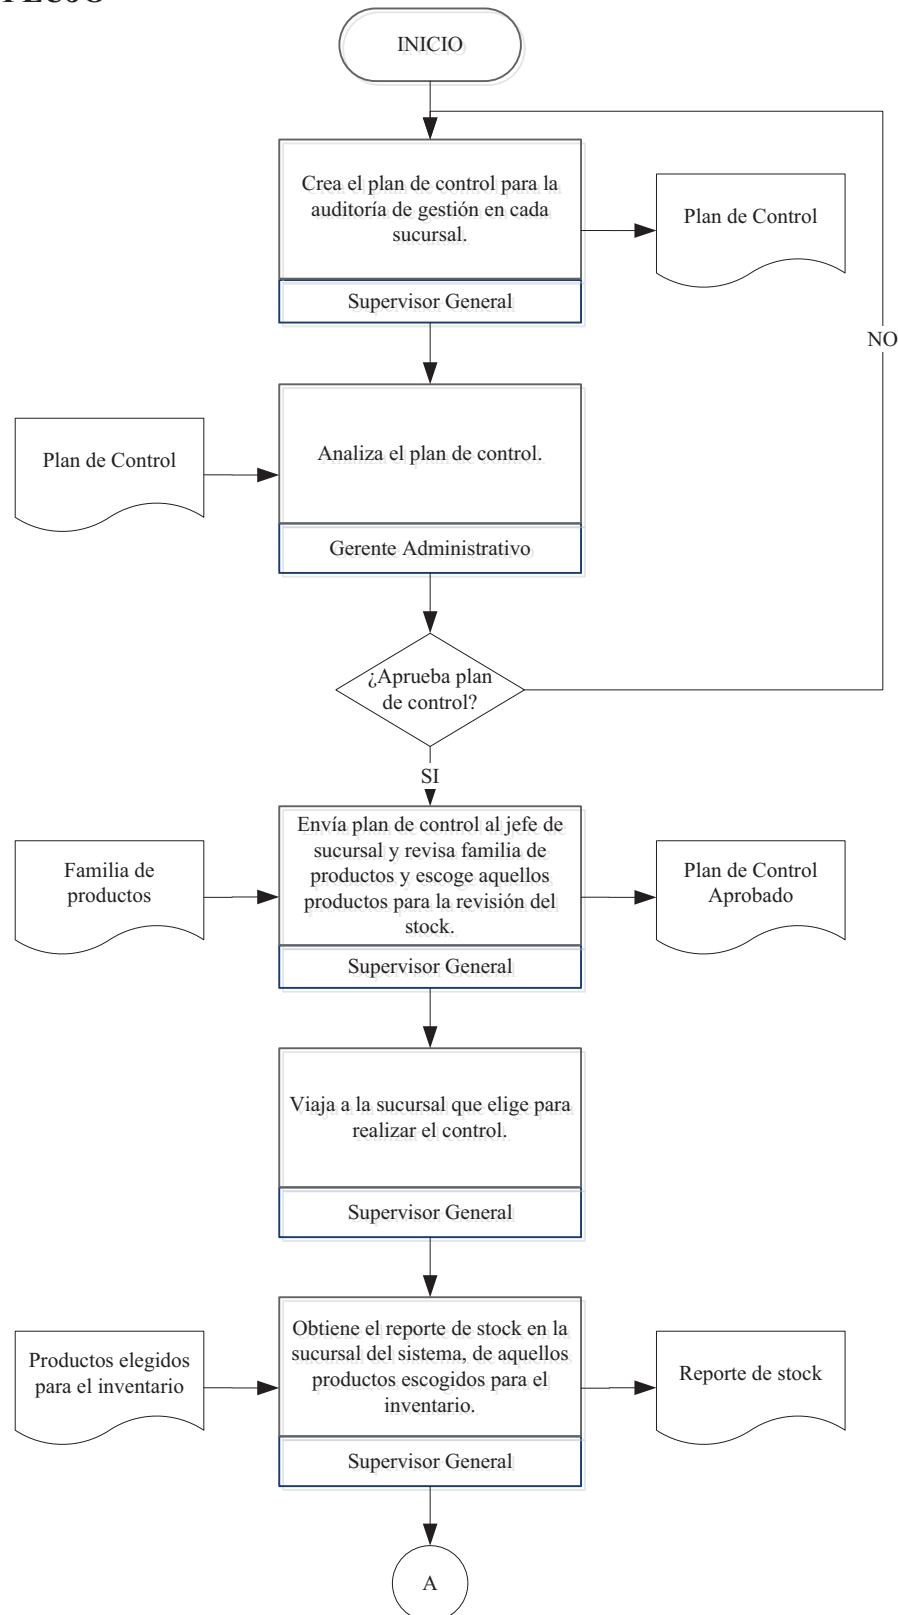 INICIO
Crea el plan de control para la
auditoría de gestión en cada
sucursal.
Supervisor General
Plan de Control
NO
Plan de Control
Analiza el plan de control.
Gerente Administrativo
¿Aprueba plan
de control?
SI
Familia de
productos
Envía plan de control al jefe de
sucursal y revisa familia de
productos y escoge aquellos
productos para la revisión del
stock.
Supervisor General
Plan de Control
Aprobado
Viaja a la sucursal que elige para
realizar el control.
Supervisor General
Productos elegidos
para el inventario
Obtiene el reporte de stock en la
sucursal del sistema, de aquellos
productos escogidos para el
inventario.
Supervisor General
Reporte de stock
A